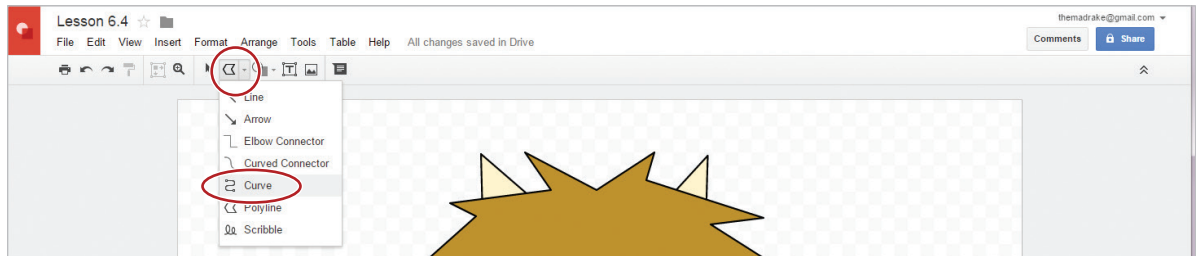 Lesson 6.4
themadrake@gmail.com
File Edit View Insert Format Arrange Tools Table Help All changes saved in Drive
Comments Share
Line
Arrow
Elbow Connector
Curved Connector
Curve
Polyline
Scribble